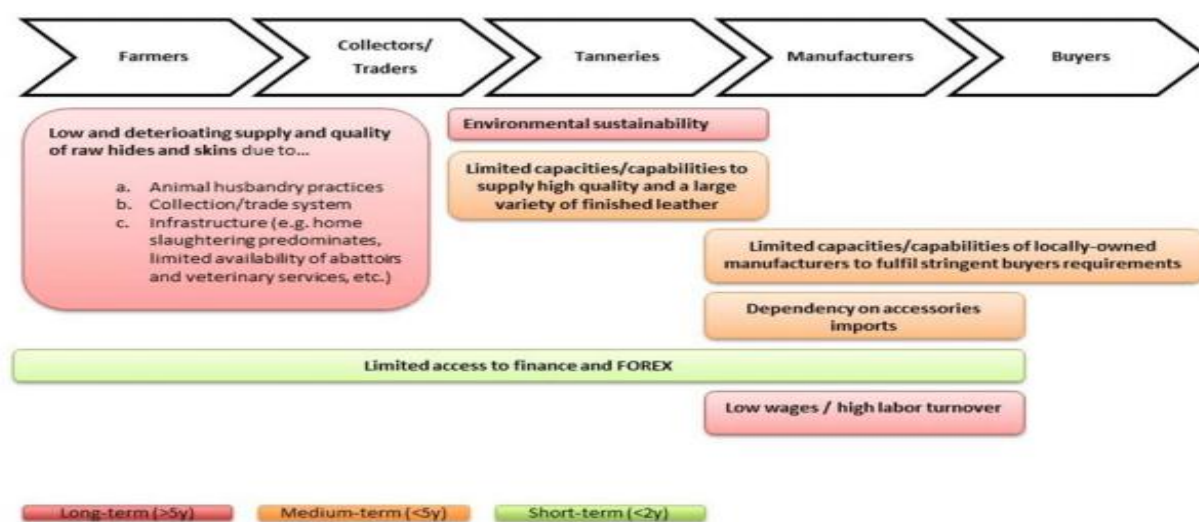 Farmers
Collectors/
Traders
Tanneries
Manufacturers
Buyers
Low and deterioating supply and quality
of raw hides and skins due to...
a. Animal husbandry practices
b. Collection/trade system
c. Infrastructure (e.g. home
slaughtering predominates,
limited availability of abattoirs
and veterinary services, etc.)
Environmental sustainability
Limited capacities/capabilities to
supply high quality and a large
variety of finished leather
Limited capacities/capabilities of locally-owned
manufacturers to fulfil stringent buyers requirements
Dependency on accessories
imports
Limited access to finance and FOREX
Low wages / high labor turnover
Long-term (>5y)
Medium-term (<5y)
Short-term (<2y)